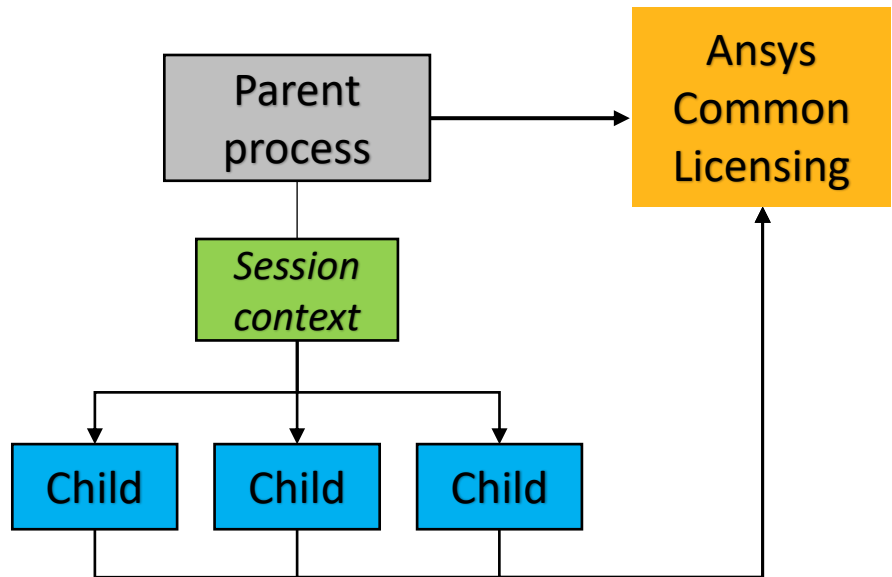 Parent
process
Ansys
Common
Licensing
Session
context
Child
Child
Child